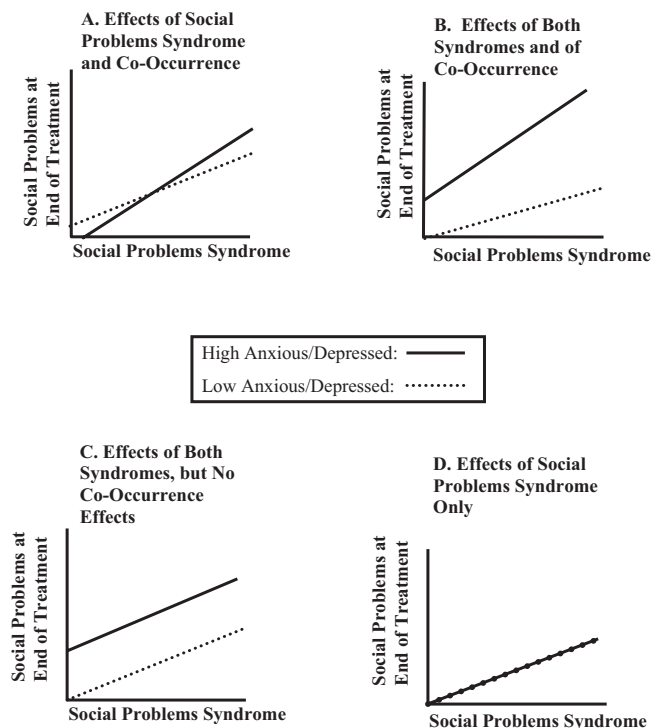 A. Effects of Social
Problems Syndrome
and Co-Occurrence
Social Problems at
End of Treatment
Social Problems Syndrome
B.  Effects of Both
Syndromes and of
Co-Occurrence
Social Problems at
End of Treatment
Social Problems Syndrome
High Anxious/Depressed:
Low Anxious/Depressed:
C. Effects of Both
Syndromes, but No
Co-Occurrence
Effects
Social Problems at
End of Treatment
Social Problems Syndrome
D. Effects of Social
Problems Syndrome
Only
Social Problems at
End of Treatment
Social Problems Syndrome